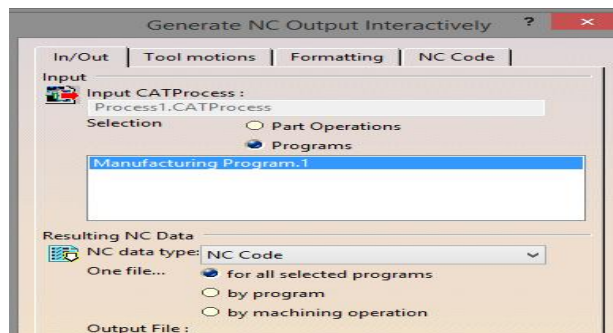 Generate NC Output Interactively ? ×
In/Out Tool motions Formatting NC Code
Input
Input CATProcess :
Process1.CATProcess
Selection Part Operations
Programs
Manufacturing Program.1
Resulting NC Data
NC data type: NC Code
One file... for all selected programs
by program
by machining operation
Output File :